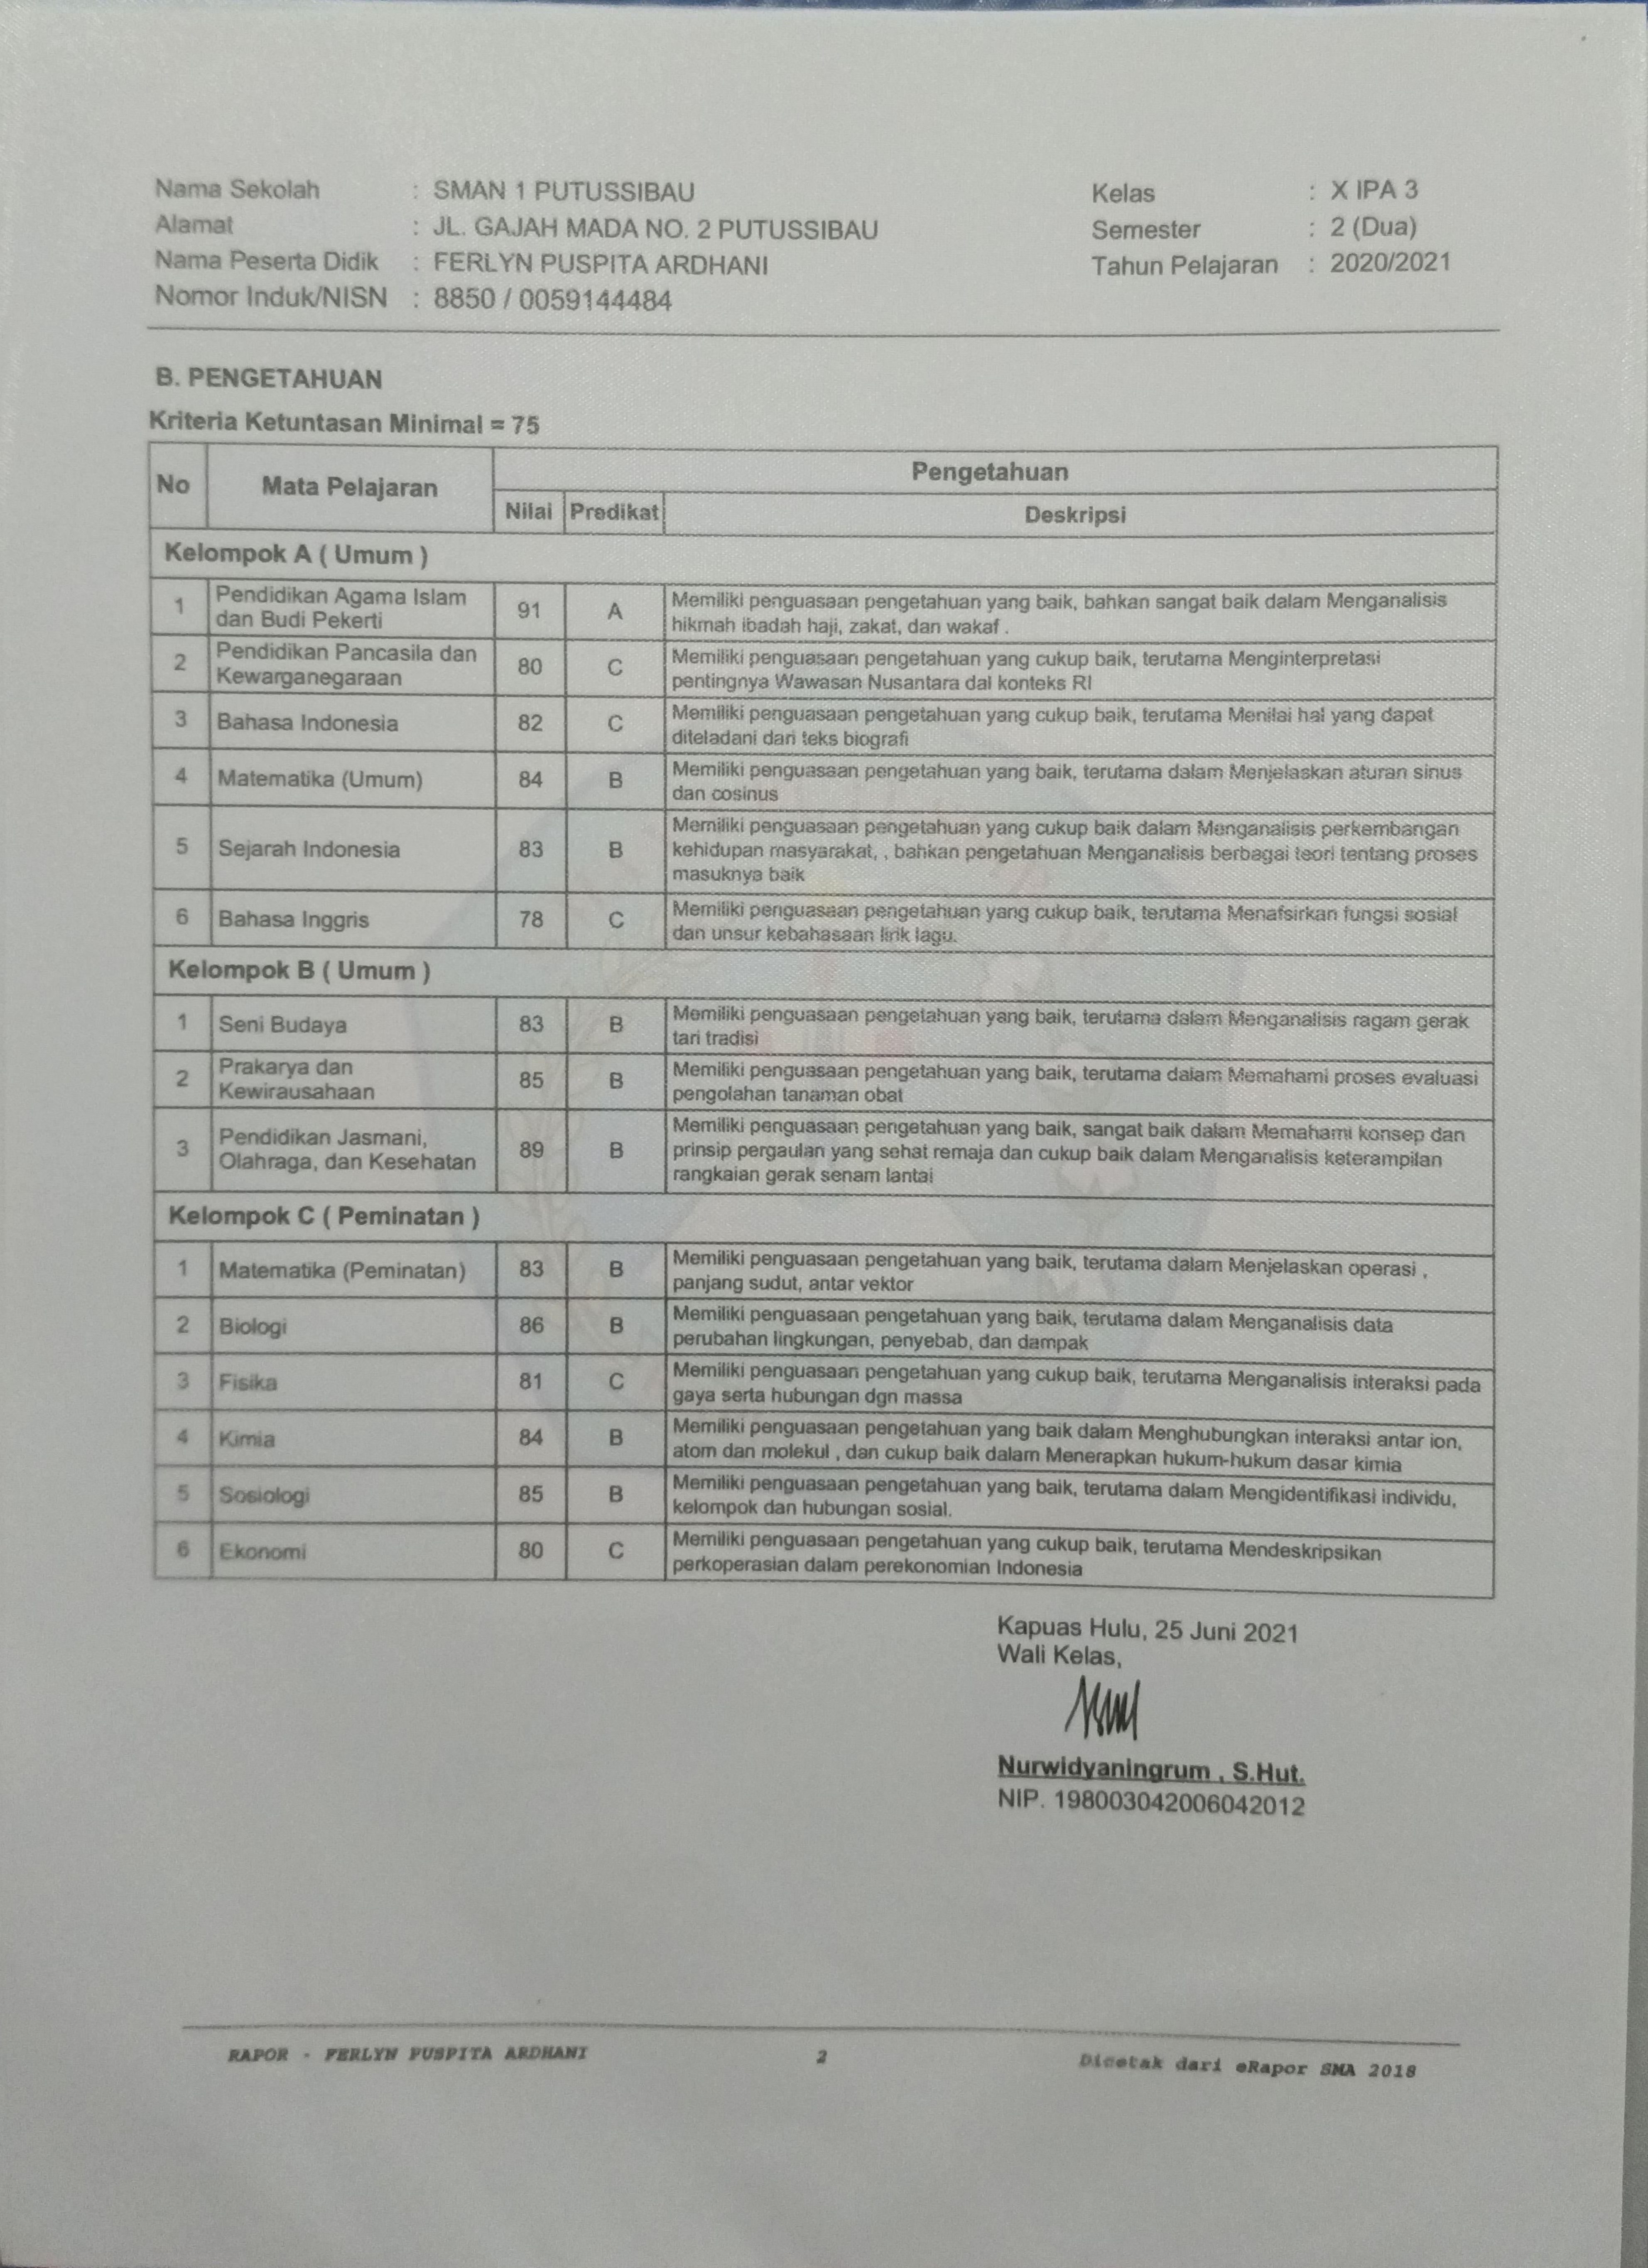 Nama Sekolah : SMAN 1 PUTUSSIBAU
Alamat : JL. GAJAH MADA NO. 2 PUTUSSIBAU
Nama Peserta Didik : FERLYN PUSPITA ARDHANI
Nomor Induk/NISN : 8850 / 0059144484
Kelas : X IPA 3
Semester : 2 (Dua)
Tahun Pelajaran : 2020/2021
B. PENGETAHUAN
Kriteria Ketuntasan Minimal = 75
No Mata Pelajaran Pengetahuan
Nilai Predikat Deskripsi
Kelompok A ( Umum )
1 Pendidikan Agama Islam
dan Budi Pekerti 91 A Memiliki penguasaan pengetahuan yang baik, bahkan sangat baik dalam Menganalisis
hikmah ibadah haji, zakat, dan wakaf .
2 Pendidikan Pancasila dan
Kewarganegaraan 80 C Memiliki penguasaan pengetahuan yang cukup baik, terutama Menginterpretasi
pentingnya Wawasan Nusantara dal konteks RI
3 Bahasa Indonesia 82 C Memiliki penguasaan pengetahuan yang cukup baik, terutama Menilai hal yang dapat
diteladani dari teks biografi
4 Matematika (Umum) 84 B Memiliki penguasaan pengetahuan yang baik, terutama dalam Menjelaskan aturan sinus
dan cosinus
5 Sejarah Indonesia 83 B Memiliki penguasaan pengetahuan yang cukup baik dalam Menganalisis perkembangan
kehidupan masyarakat, , bahkan pengetahuan Menganalisis berbagai teori tentang proses
masuknya baik
6 Bahasa Inggris 78 C Memiliki penguasaan pengetahuan yang cukup baik, terutama Menafsirkan fungsi sosial
dan unsur kebahasaan lirik lagu.
Kelompok B ( Umum )
1 Seni Budaya 83 B Memiliki penguasaan pengetahuan yang baik, terutama dalam Menganalisis ragam gerak
tari tradisi
2 Prakarya dan
Kewirausahaan 85 B Memiliki penguasaan pengetahuan yang baik, terutama dalam Memahami proses evaluasi
pengolahan tanaman obat
3 Pendidikan Jasmani,
Olahraga, dan Kesehatan 89 B Memiliki penguasaan pengetahuan yang baik, sangat baik dalam Memahami konsep dan
prinsip pergaulan yang sehat remaja dan cukup baik dalam Menganalisis keterampilan
rangkaian gerak senam lantai
Kelompok C ( Peminatan )
1 Matematika (Peminatan) 83 B Memiliki penguasaan pengetahuan yang baik, terutama dalam Menjelaskan operasi ,
panjang sudut, antar vektor
2 Biologi 86 B Memiliki penguasaan pengetahuan yang baik, terutama dalam Menganalisis data
perubahan lingkungan, penyebab, dan dampak
3 Fisika 81 C Memiliki penguasaan pengetahuan yang cukup baik, terutama Menganalisis interaksi pada
gaya serta hubungan dgn massa
4 Kimia 84 B Memiliki penguasaan pengetahuan yang baik dalam Menghubungkan interaksi antar ion,
atom dan molekul , dan cukup baik dalam Menerapkan hukum-hukum dasar kimia
5 Sosiologi 85 B Memiliki penguasaan pengetahuan yang baik, terutama dalam Mengidentifikasi individu,
kelompok dan hubungan sosial.
6 Ekonomi 80 C Memiliki penguasaan pengetahuan yang cukup baik, terutama Mendeskripsikan
perkoperasian dalam perekonomian Indonesia
Kapuas Hulu, 25 Juni 2021
Wali Kelas,
Nurwidyaningrum , S.Hut.
NIP. 198003042006042012
RAPOR - FERLYN PUSPITA ARDHANI 2 Dicetak dari eRapor SMA 2018